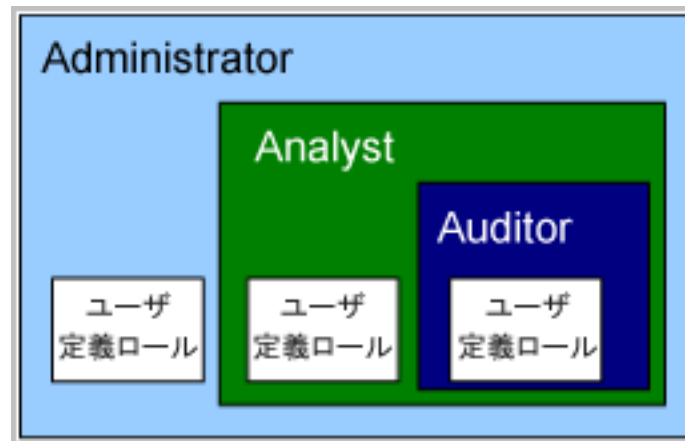 Administrator
Analyst
Auditor
ユーザ
定義ロール
ユーザ
定義ロール
ユーザ
定義ロール